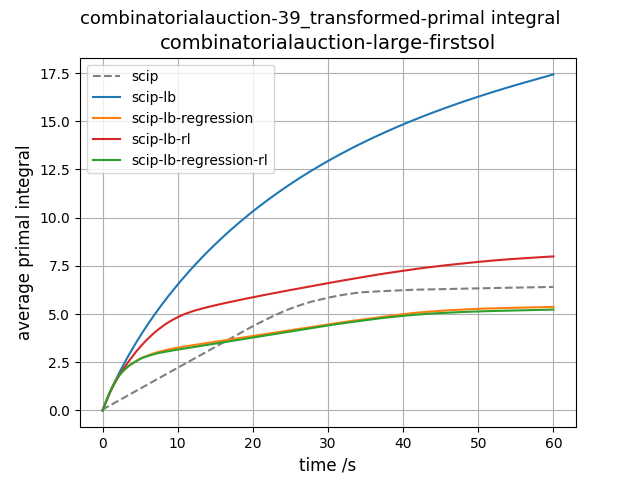 combinatorialauction-39_transformed-primal integral
combinatorialauction-large-firstsol
17.5
15.0
12.5
10.0
7.5
5.0
2.5
0.0
average primal integral
scip
scip-lb
scip-lb-regression
scip-lb-rl
scip-lb-regression-rl
0 10 20 30 40 50 60
time /s